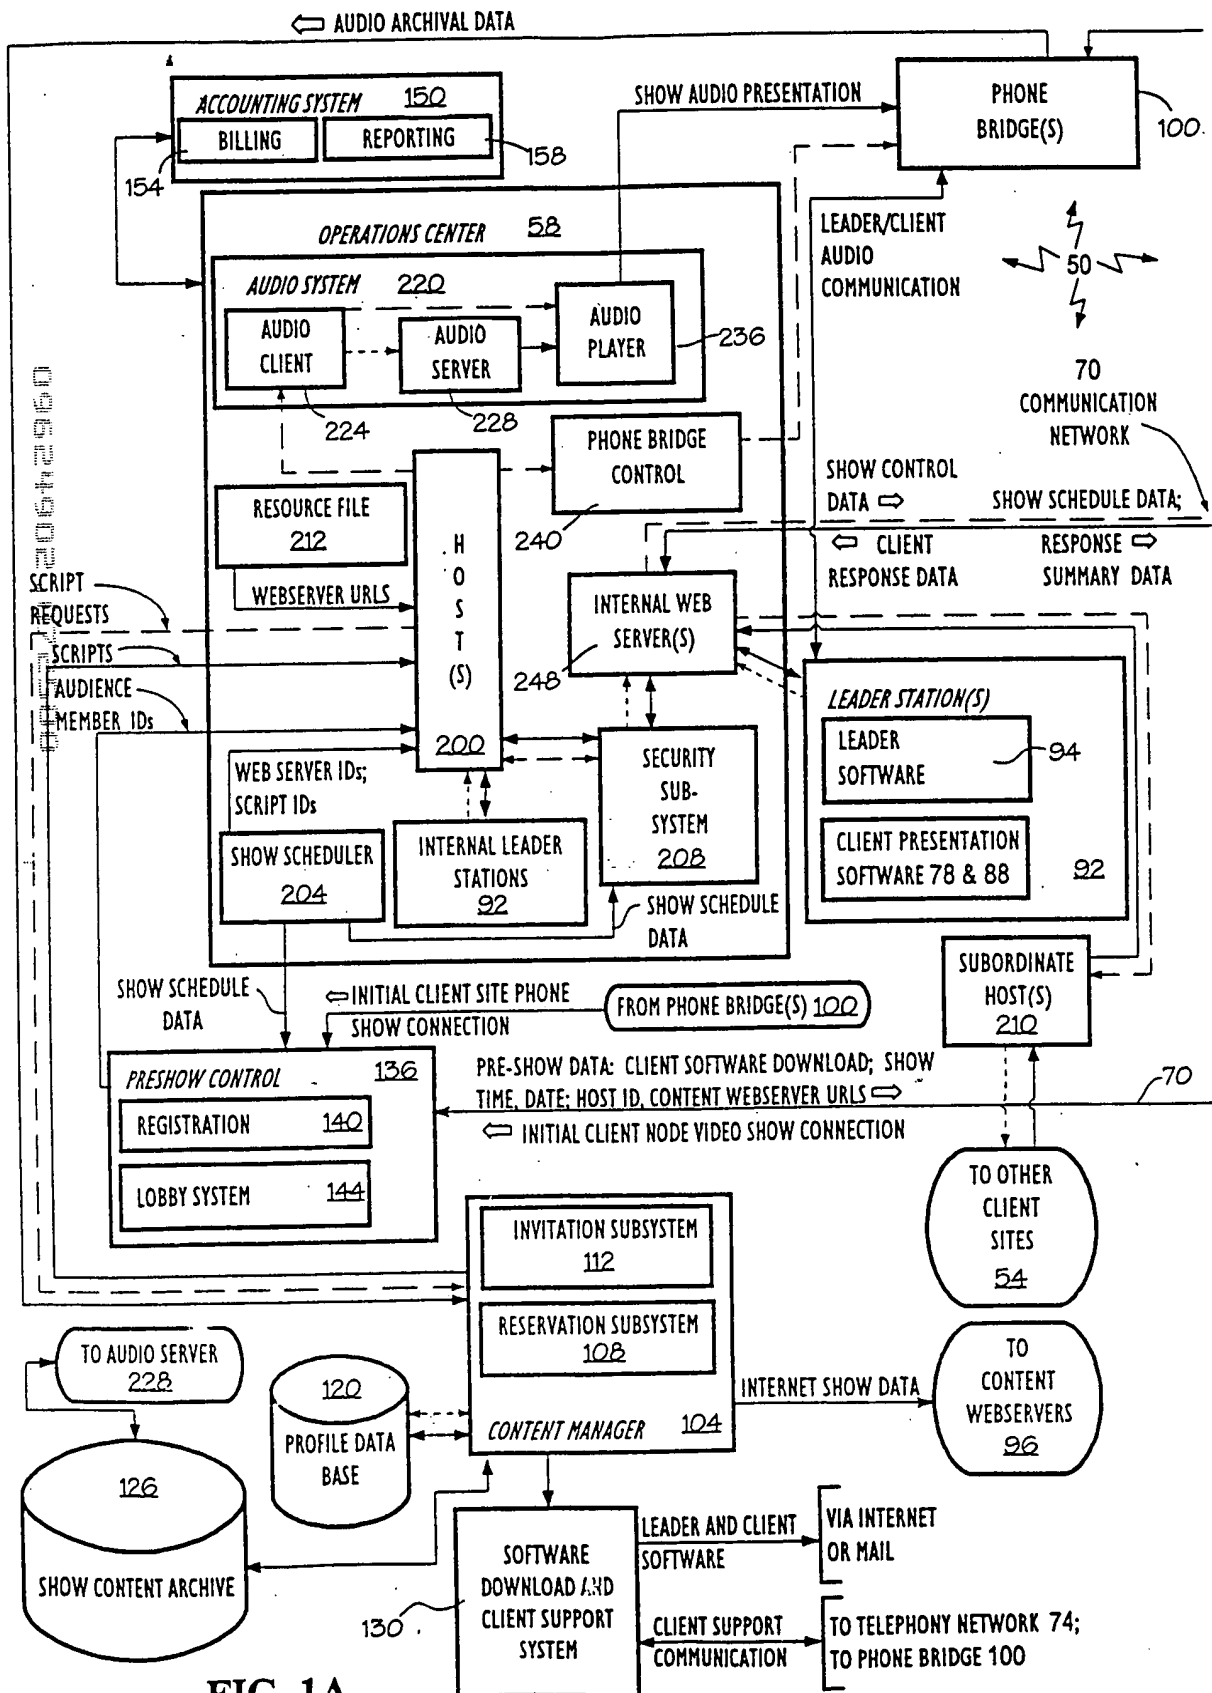 AUDIO ARCHIVAL DATA
ACCOUNTING SYSTEM 150
BILLING
REPORTING
154
158
SHOW AUDIO PRESENTATION
PHONE
BRIDGE(S)
100
OPERATIONS CENTER 58
AUDIO SYSTEM 220
AUDIO
CLIENT
AUDIO
SERVER
AUDIO
PLAYER
236
224
228
LEADER/CLIENT
AUDIO
COMMUNICATION
50
70
COMMUNICATION
NETWORK
PHONE BRIDGE
CONTROL
240
RESOURCE FILE
212
WEBSERVER URLS
HOST(S)
200
SHOW CONTROL
DATA
SHOW SCHEDULE DATA;
CLIENT
RESPONSE DATA
RESPONSE
SUMMARY DATA
SCRIPT
REQUESTS
SCRIPTS
AUDIENCE
MEMBER IDs
INTERNAL WEB
SERVER(S)
248
WEB SERVER IDs;
SCRIPT IDs
SECURITY
SUB-
SYSTEM
208
LEADER STATION(S)
LEADER
SOFTWARE
94
CLIENT PRESENTATION
SOFTWARE 78 & 88
92
SHOW SCHEDULER
204
INTERNAL LEADER
STATIONS
92
SHOW SCHEDULE
DATA
SHOW SCHEDULE
DATA
INITIAL CLIENT SITE PHONE
SHOW CONNECTION
FROM PHONE BRIDGE(S) 100
SUBORDINATE
HOST(S)
210
PRESHOW CONTROL 136
REGISTRATION 140
LOBBY SYSTEM 144
PRE-SHOW DATA: CLIENT SOFTWARE DOWNLOAD; SHOW
TIME, DATE; HOST ID, CONTENT WEBSERVER URLS
INITIAL CLIENT NODE VIDEO SHOW CONNECTION
70
TO OTHER
CLIENT
SITES
54
INVITATION SUBSYSTEM
112
RESERVATION SUBSYSTEM
108
CONTENT MANAGER 104
TO AUDIO SERVER
228
120
PROFILE DATA
BASE
INTERNET SHOW DATA
TO
CONTENT
WEBSERVERS
96
126
SHOW CONTENT ARCHIVE
SOFTWARE
DOWNLOAD AND
CLIENT SUPPORT
SYSTEM
130
LEADER AND CLIENT
SOFTWARE
VIA INTERNET
OR MAIL
CLIENT SUPPORT
COMMUNICATION
TO TELEPHONY NETWORK 74;
TO PHONE BRIDGE 100
FIG. 1A